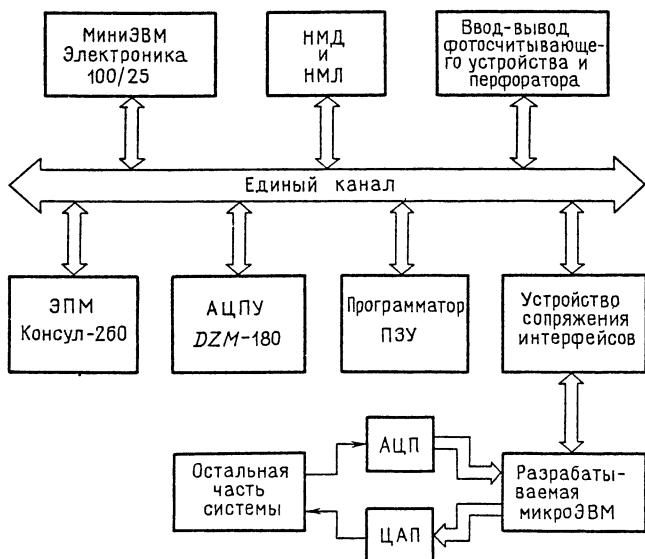 МиниЭВМ
Электроника
100/25
НМД
и
НМЛ
Ввод-вывод
фотосчитывающе-
го устройства и
перфоратора
Единый канал
ЭПМ
Консул-260
АЦПУ
DZM-180
Программатор
ПЗУ
Устройство
сопряжения
интерфейсов
Остальная
часть
системы
АЦП
ЦАП
Разрабаты-
ваемая
микроЭВМ